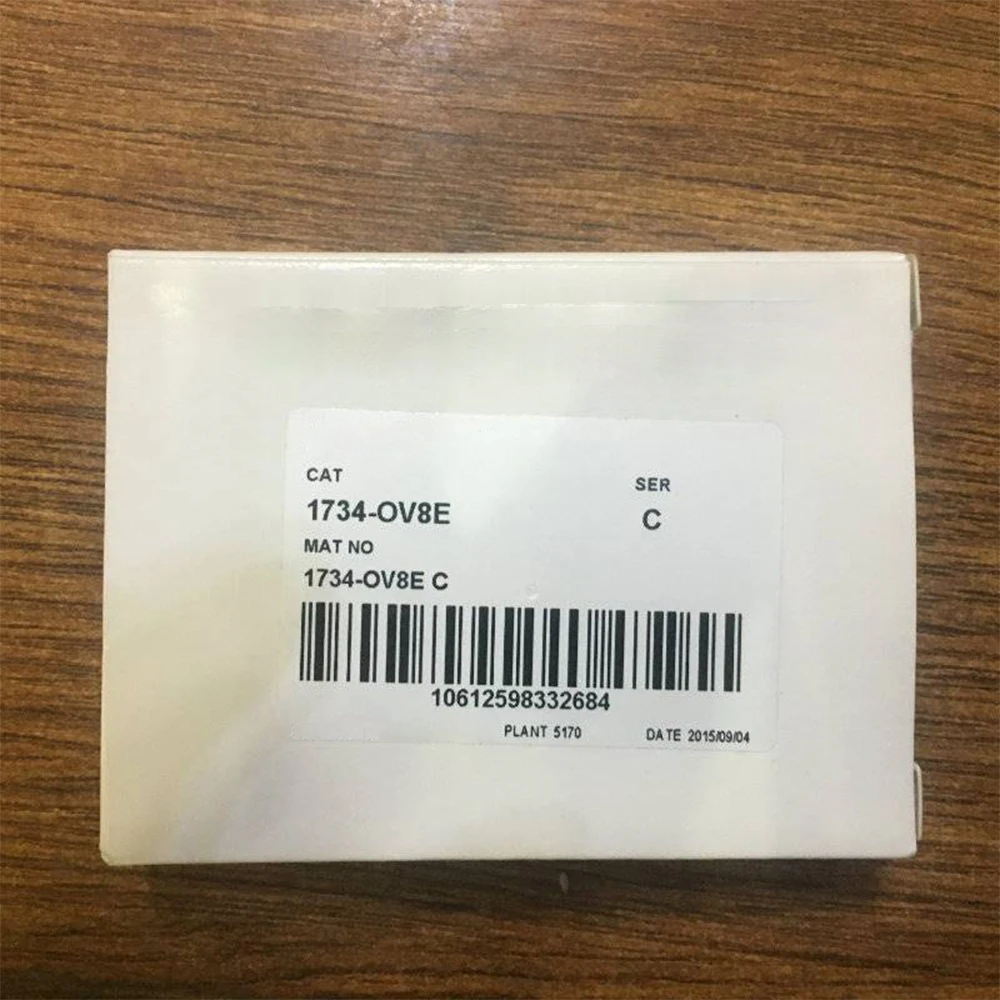 CAT
SER
1734-OV8E
C
MAT NO
1734-OV8E C
10612598332684
PLANT 5170 DATE 2015/09/04